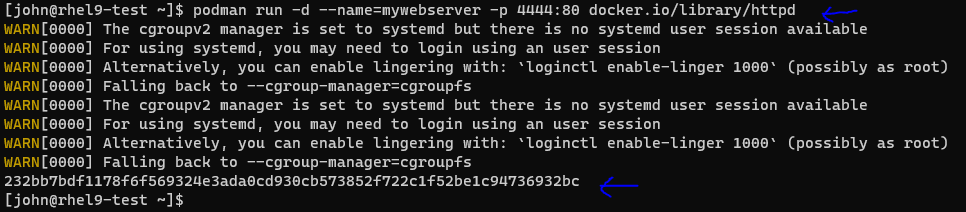 [john@rhel9-test ~]$ podman run -d --name=mywebserver -p 4444:80 docker.io/library/httpd
WARN[0000] The cgroupv2 manager is set to systemd but there is no systemd user session available
WARN[0000] For using systemd, you may need to login using an user session
WARN[0000] Alternatively, you can enable lingering with: `loginctl enable-linger 1000` (possibly as root)
WARN[0000] Falling back to --cgroup-manager=cgroupfs
WARN[0000] The cgroupv2 manager is set to systemd but there is no systemd user session available
WARN[0000] For using systemd, you may need to login using an user session
WARN[0000] Alternatively, you can enable lingering with: `loginctl enable-linger 1000` (possibly as root)
WARN[0000] Falling back to --cgroup-manager=cgroupfs
232bb7bdf1178f6f569324e3ada0cd930cb573852f722c1f52be1c94736932bc
[john@rhel9-test ~]$